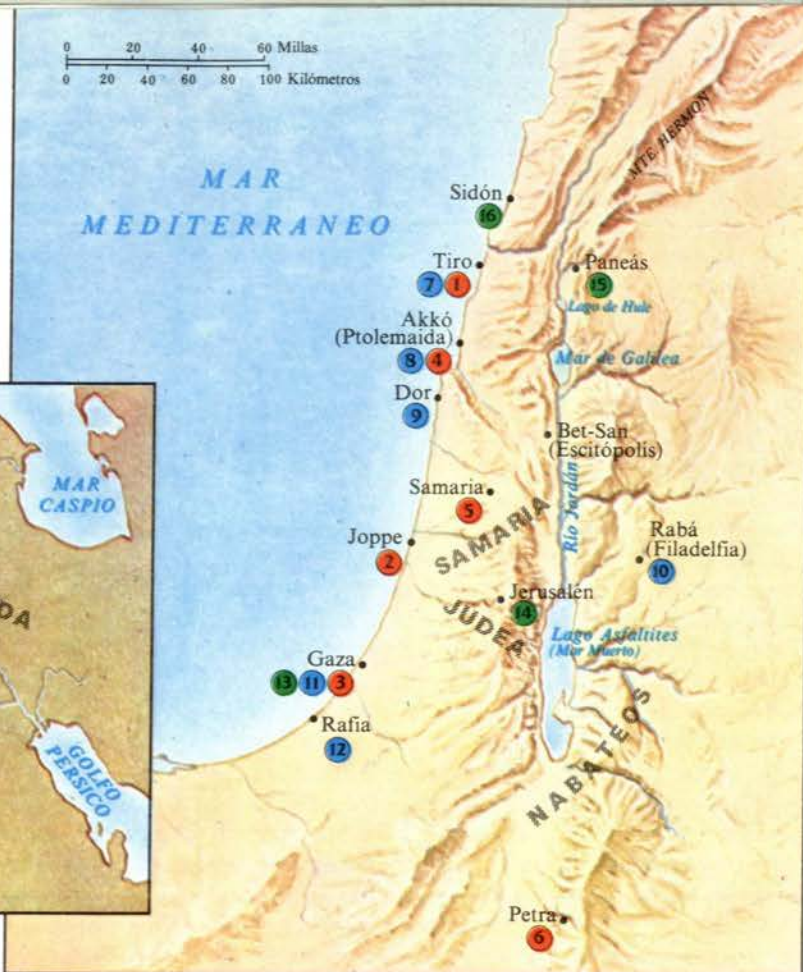 0 20 40 60 Millas
0 20 40 60 80 100 Kilómetros
MAR
MEDITERRANEO
MTE HERMON
Sidón
16
Tiro
7 1
Paneás
15
Lago de Hule
Akkó
(Ptolemaida)
8 4
Mar de Galilea
Dor
9
Bet-San
(Escitópolis)
MAR
CASPIO
Samaria
5
SAMARIA
Río Jordán
Joppe
2
Rabá
(Filadelfia)
10
DA
Jerusalén
14
JUDEA
Lago Asfaltites
(Mar Muerto)
Gaza
13 11 3
Rafia
12
NABATEOS
GOLFO
PERSICO
Petra
6